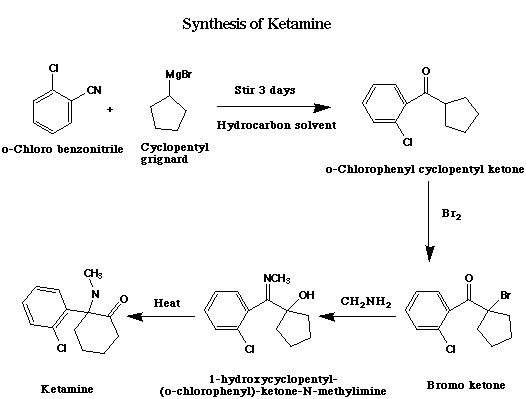 Synthesis of Ketamine
Cl
CN
+
o-Chloro benzonitrile
MgBr
Cyclopentyl
grignard
Stir 3 days
Hydrocarbon solvent
O
Cl
o-Chlorophenyl cyclopentyl ketone
Br2
O
Br
Cl
Bromo ketone
CH2NH2
NCH3
OH
Cl
1-hydroxycyclopentyl-
(o-chlorophenyl)-ketone-N-methylimine
Heat
CH3
N
O
Cl
Ketamine